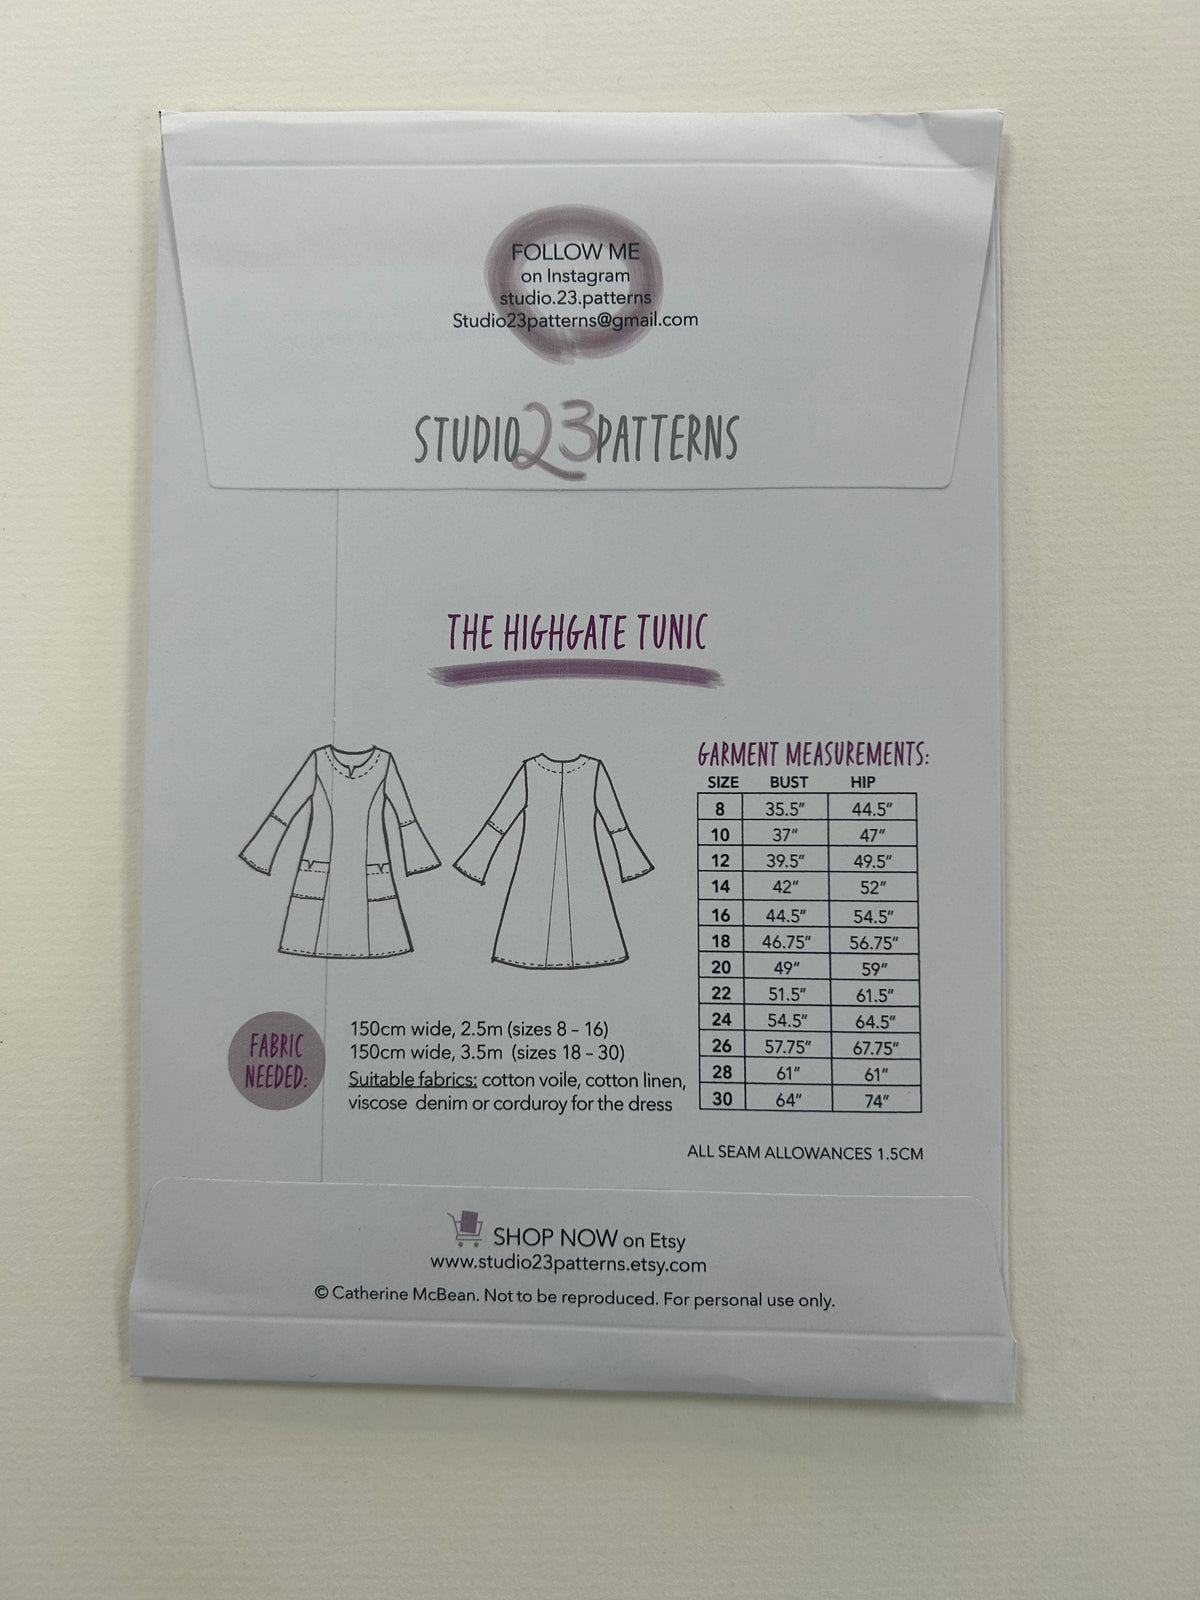 FOLLOW ME
on Instagram
studio.23.patterns
Studio23patterns@gmail.com
STUDIO23PATTERNS
THE HIGHGATE TUNIC
GARMENT MEASUREMENTS:
SIZE BUST HIP
8 35.5" 44.5"
10 37" 47"
12 39.5" 49.5"
14 42" 52"
16 44.5" 54.5"
18 46.75" 56.75"
20 49" 59"
22 51.5" 61.5"
24 54.5" 64.5"
26 57.75" 67.75"
28 61" 61"
30 64" 74"
FABRIC
NEEDED:
150cm wide, 2.5m (sizes 8 – 16)
150cm wide, 3.5m (sizes 18 – 30)
Suitable fabrics: cotton voile, cotton linen,
viscose denim or corduroy for the dress
ALL SEAM ALLOWANCES 1.5CM
SHOP NOW on Etsy
www.studio23patterns.etsy.com
© Catherine McBean. Not to be reproduced. For personal use only.